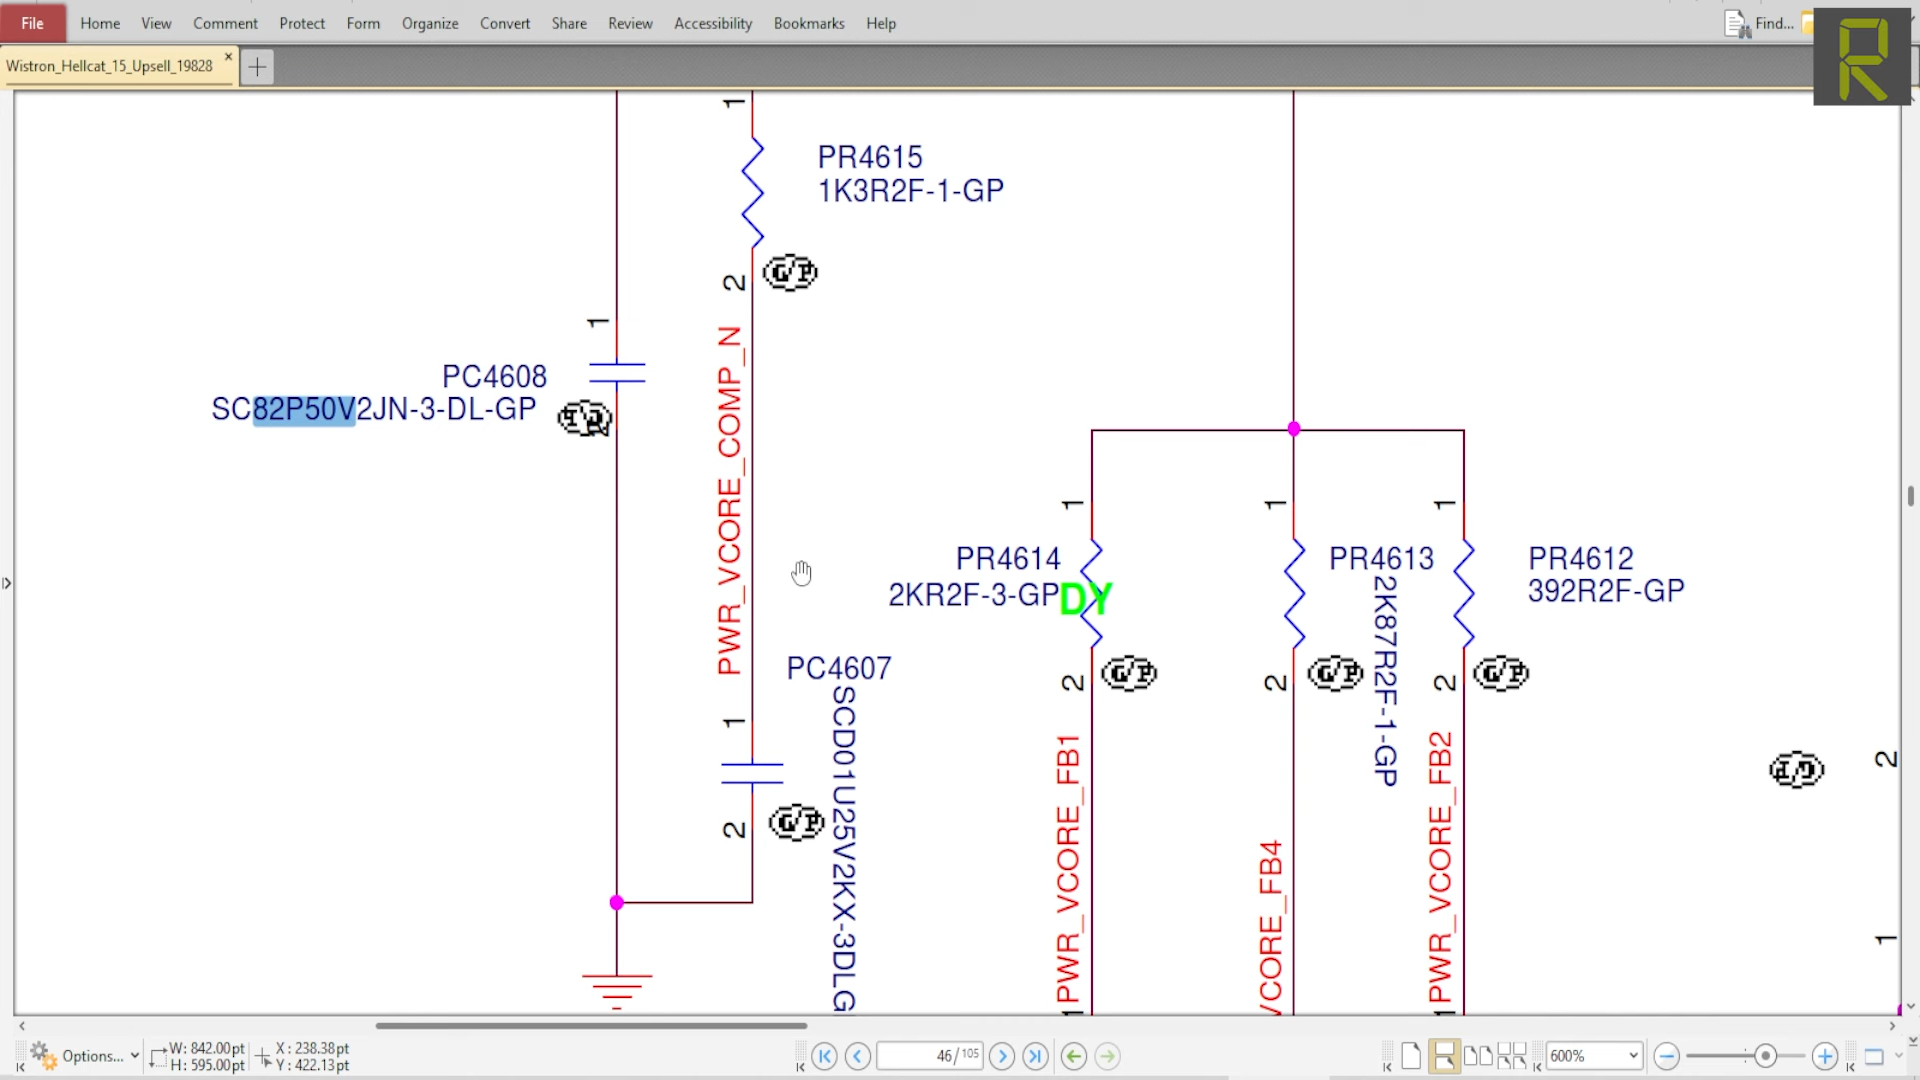 File Home View Comment Protect Form Organize Convert Share Review Accessibility Bookmarks Help Find...
Wistron_Hellcat_15_Upsell_19828
R
1
PR4615
1K3R2F-1-GP
2
G/P
PWR_VCORE_COMP_N
1
PC4608
SC82P50V2JN-3-DL-GP
1
PC4607
SCD01U25V2KX-3DLG
2
G/P
1
PR4614
2KR2F-3-GP
DY
2
G/P
PWR_VCORE_FB1
1
1
PR4613
2K87R2F-1-GP
2
G/P
VCORE_FB4
1
PR4612
392R2F-GP
2
G/P
PWR_VCORE_FB2
1
2
1
Options...
W: 842.00pt
H: 595.00pt
X: 238.38pt
Y: 422.13pt
46/105
600%